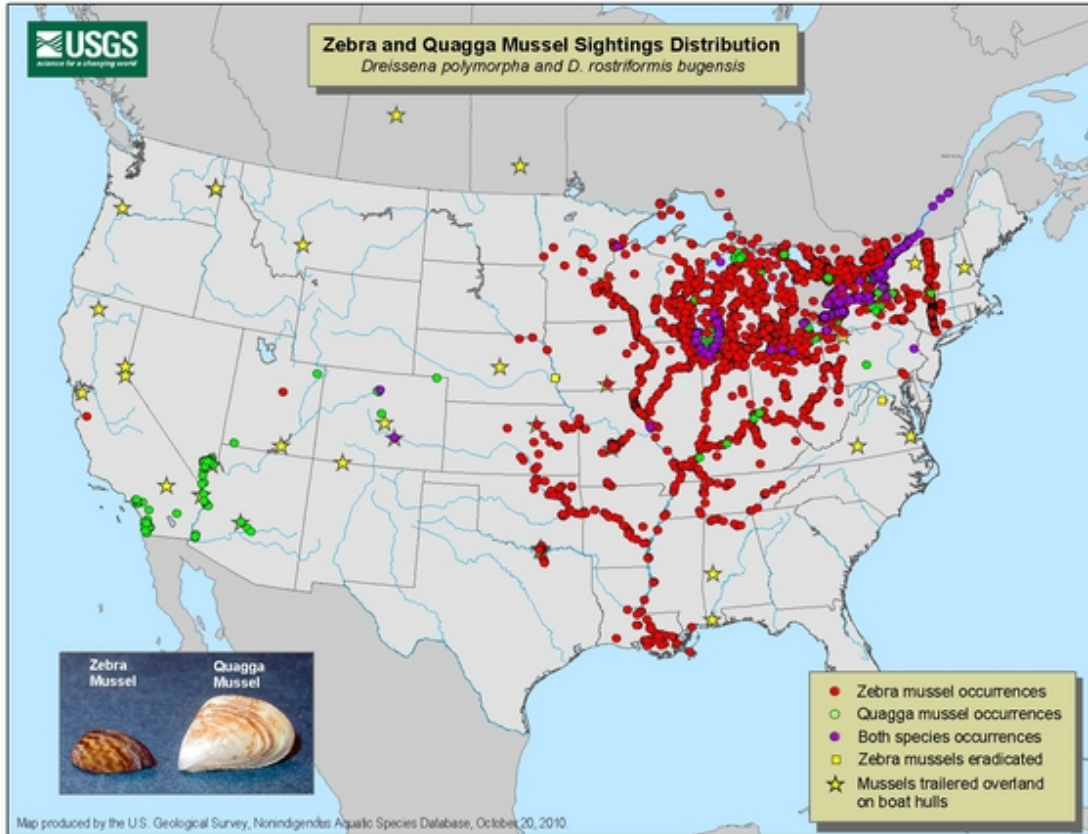 USGS
science for a changing world
Zebra and Quagga Mussel Sightings Distribution
Dreissena polymorpha and D. rostriformis bugensis
Zebra
Mussel
Quagga
Mussel
Zebra mussel occurrences
Quagga mussel occurrences
Both species occurrences
Zebra mussels eradicated
Mussels trailered overland
on boat hulls
Map produced by the U.S. Geological Survey, Nonindigenous Aquatic Species Database, October 20, 2010.